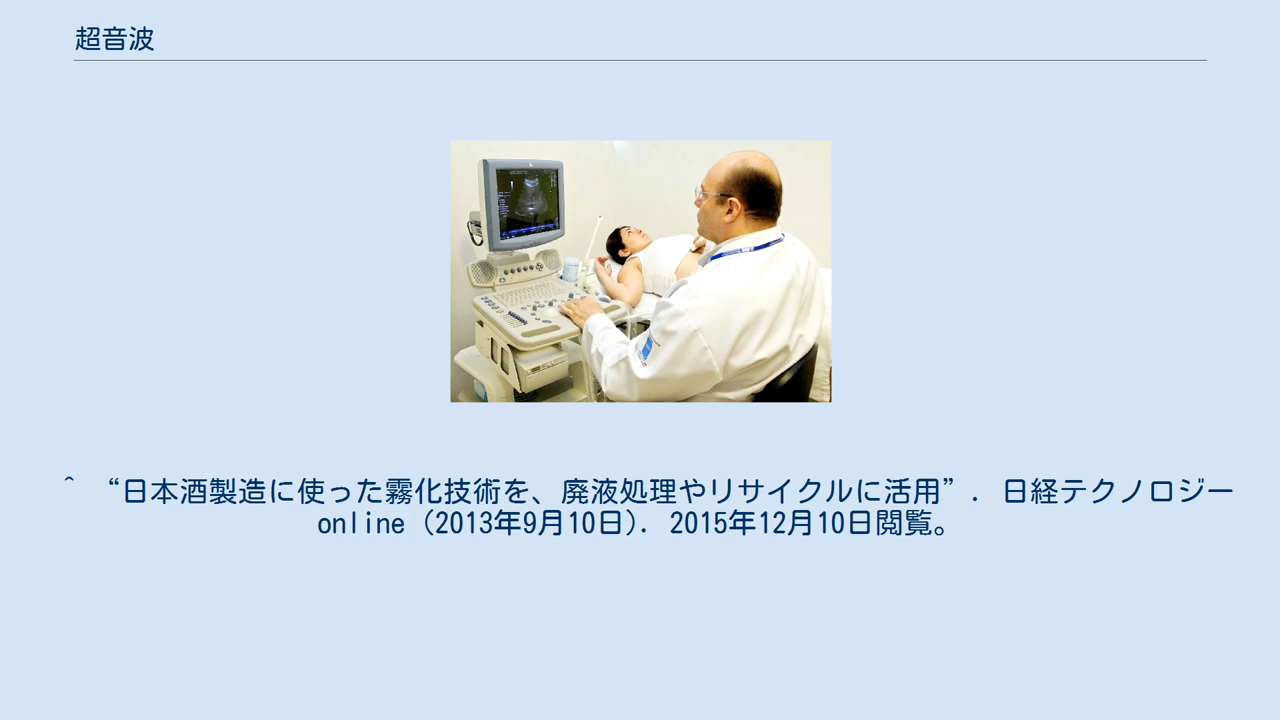 超音波
^ “日本酒製造に使った霧化技術を、廃液処理やリサイクルに活用”. 日経テクノロジー
online (2013年9月10日). 2015年12月10日閲覧。